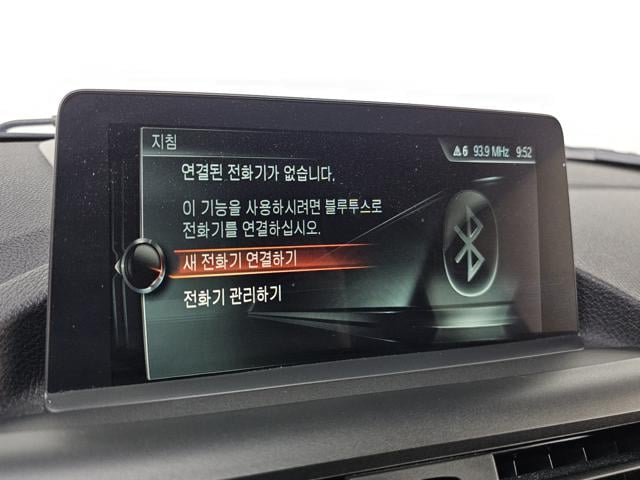 지침
▲6 93.9 MHz 9:52
연결된 전화기가 없습니다.
이 기능을 사용하시려면 블루투스로
전화기를 연결하십시오.
새 전화기 연결하기
전화기 관리하기